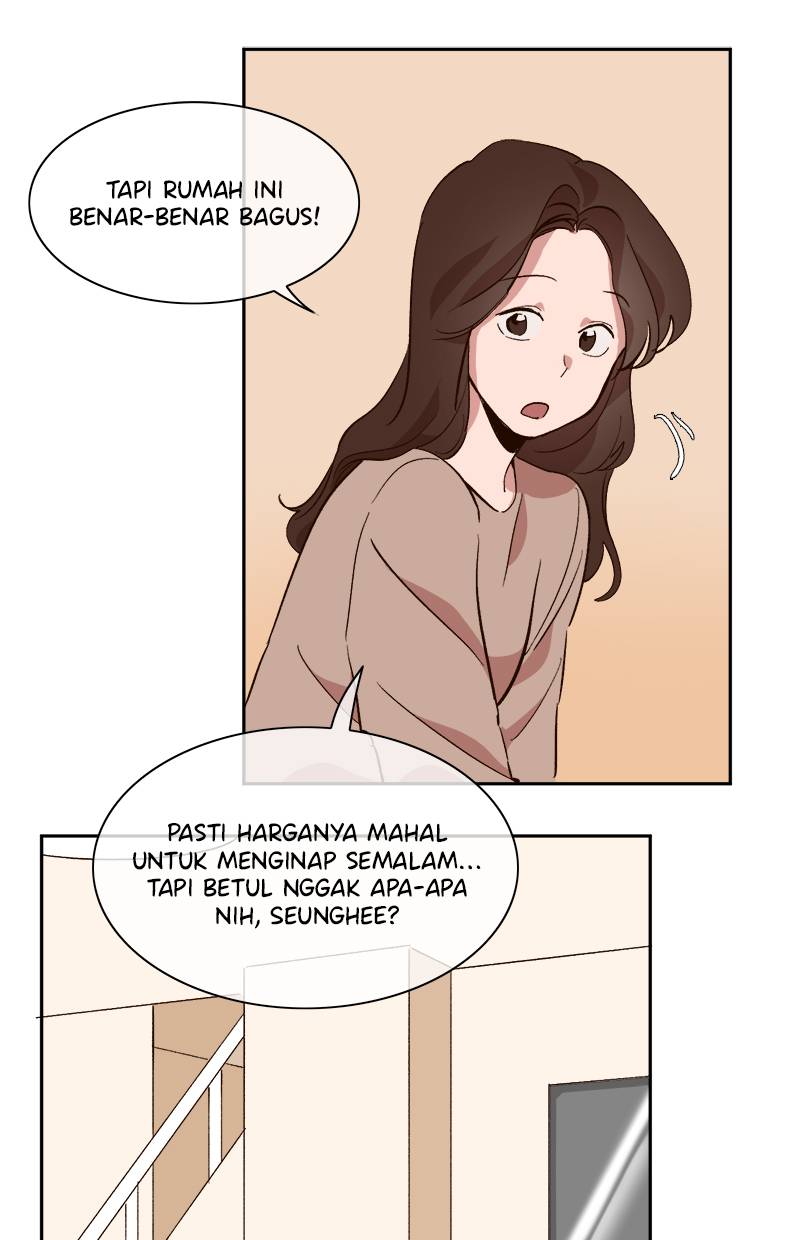 TAPI RUMAH INI
BENAR-BENAR BAGUS!
PASTI HARGANYA MAHAL
UNTUK MENGINAP SEMALAM...
TAPI BETUL NGGAK APA-APA
NIH, SEUNGHEE?